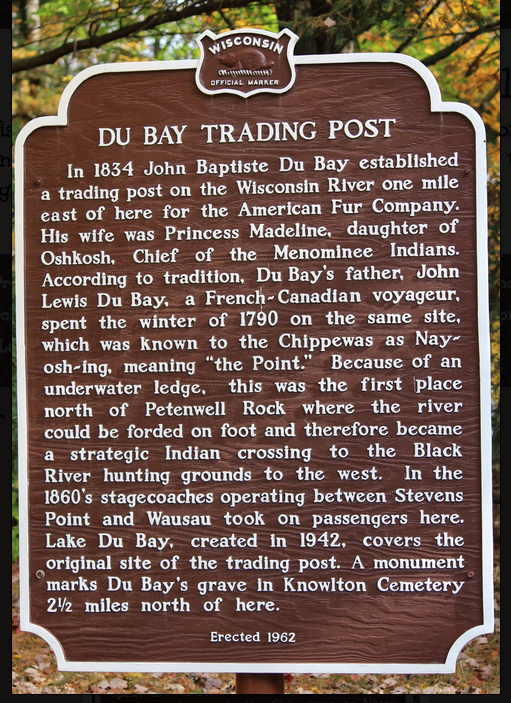 WISCONSIN
OFFICIAL MARKER
DU BAY TRADING POST
In 1834 John Baptiste Du Bay established
a trading post on the Wisconsin River one mile
east of here for the American Fur Company.
His wife was Princess Madeline, daughter of
Oshkosh, Chief of the Menominee Indians.
According to tradition, Du Bay's father, John
Lewis Du Bay, a French-Canadian voyageur,
spent the winter of 1790 on the same site,
which was known to the Chippewas as Nay-
osh-ing, meaning "the Point." Because of an
underwater ledge, this was the first place
north of Petenwell Rock where the river
could be forded on foot and therefore became
a strategic Indian crossing to the Black
River hunting grounds to the west. In the
1860's stagecoaches operating between Stevens
Point and Wausau took on passengers here.
Lake Du Bay, created in 1942, covers the
original site of the trading post. A monument
marks Du Bay's grave in Knowlton Cemetery
2½ miles north of here.
Erected 1962